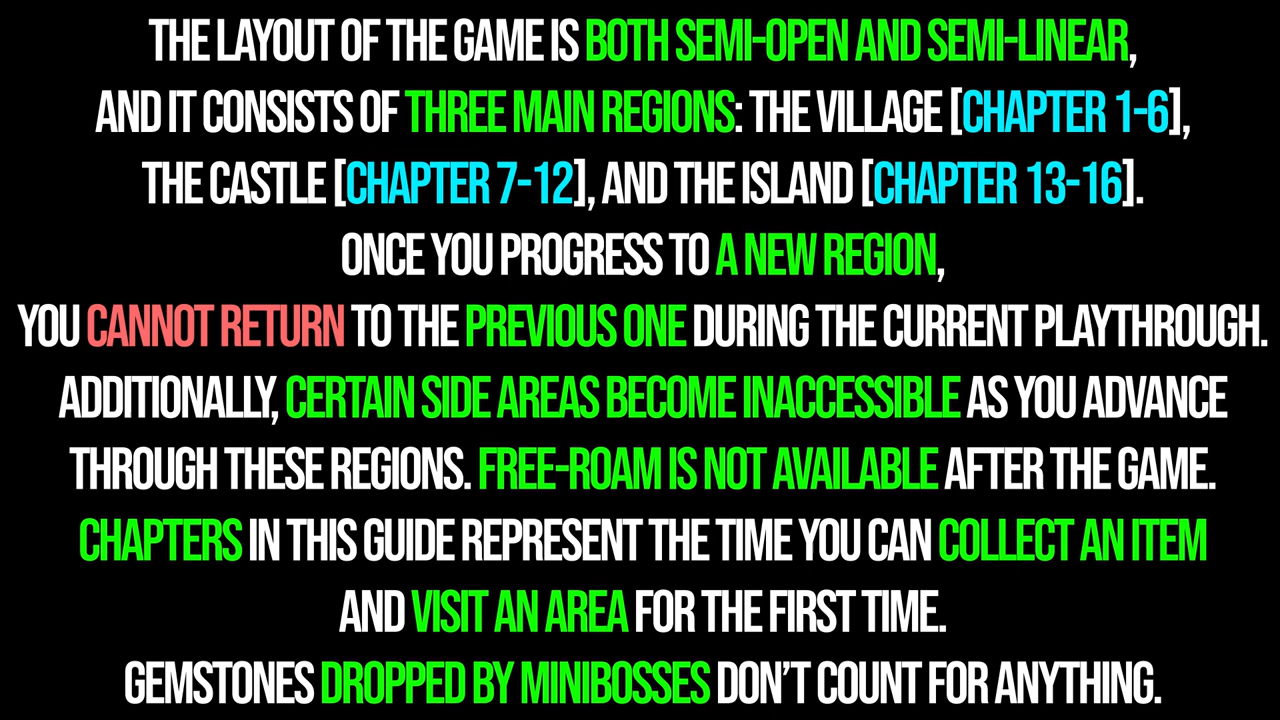 THE LAYOUT OF THE GAME IS BOTH SEMI-OPEN AND SEMI-LINEAR,
AND IT CONSISTS OF THREE MAIN REGIONS: THE VILLAGE [CHAPTER 1-6],
THE CASTLE [CHAPTER 7-12], AND THE ISLAND [CHAPTER 13-16].
ONCE YOU PROGRESS TO A NEW REGION,
YOU CANNOT RETURN TO THE PREVIOUS ONE DURING THE CURRENT PLAYTHROUGH.
ADDITIONALLY, CERTAIN SIDE AREAS BECOME INACCESSIBLE AS YOU ADVANCE
THROUGH THESE REGIONS. FREE-ROAM IS NOT AVAILABLE AFTER THE GAME.
CHAPTERS IN THIS GUIDE REPRESENT THE TIME YOU CAN COLLECT AN ITEM
AND VISIT AN AREA FOR THE FIRST TIME.
GEMSTONES DROPPED BY MINIBOSSES DON'T COUNT FOR ANYTHING.